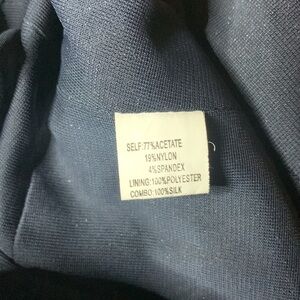 SELF:77%ACETATE
19%NYLON
4%SPANDEX
LINING:100%POLYESTER
COMBO:100%SILK